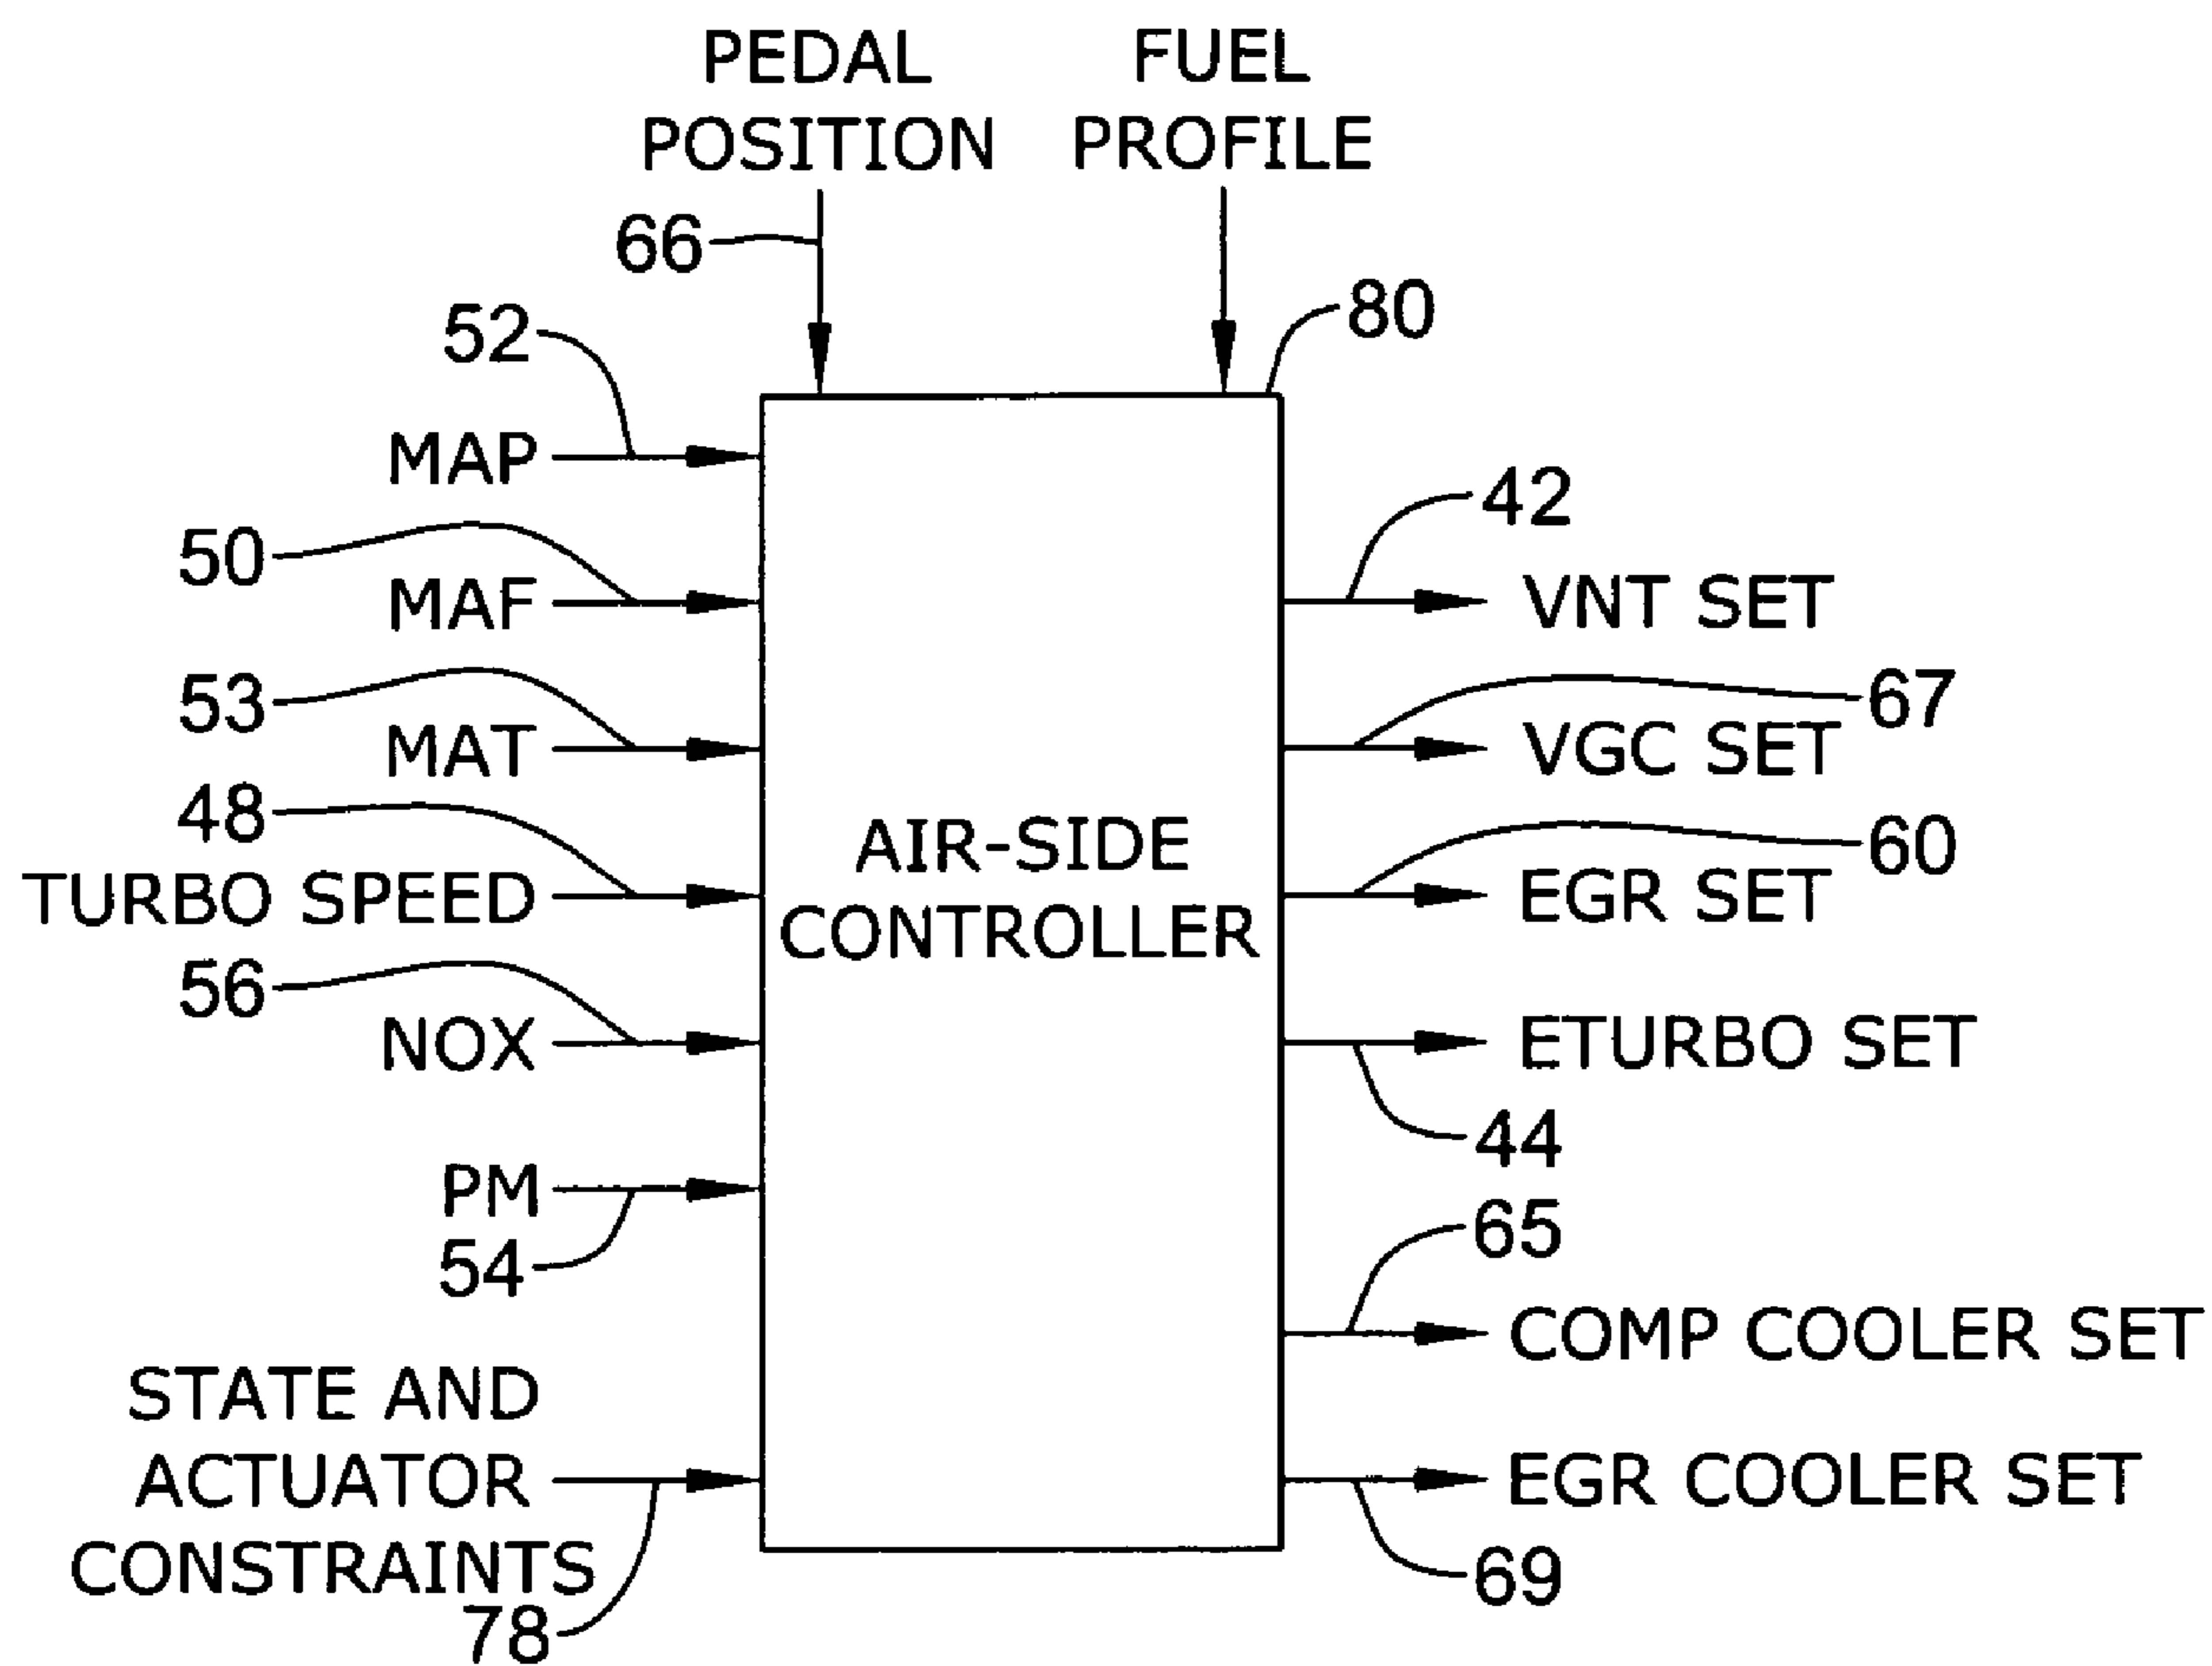 PEDAL
POSITION
FUEL
PROFILE
66
80
52
MAP
50
MAF
53
MAT
48
TURBO SPEED
56
NOX
PM
54
STATE AND
ACTUATOR
CONSTRAINTS
78
AIR-SIDE
CONTROLLER
42
VNT SET
67
VGC SET
60
EGR SET
ETURBO SET
44
65
COMP COOLER SET
EGR COOLER SET
69